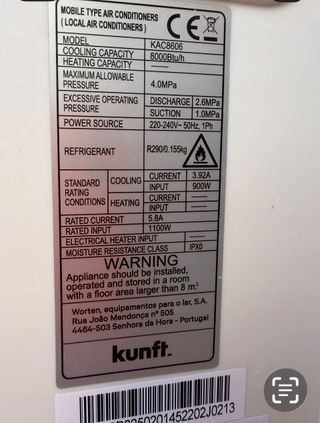 MOBILE TYPE AIR CONDITIONERS
( LOCAL AIR CONDITIONERS )
CE
MODEL KAC8606
COOLING CAPACITY 8000Btu/h
HEATING CAPACITY ——
MAXIMUM ALLOWABLE PRESSURE 4.0MPa
EXCESSIVE OPERATING PRESSURE DISCHARGE 2.6MPa
SUCTION 1.0MPa
POWER SOURCE 220-240V~ 50Hz, 1Ph
REFRIGERANT R290/0.155kg
STANDARD RATING CONDITIONS COOLING CURRENT 3.92A
INPUT 900W
HEATING CURRENT ——
INPUT ——
RATED CURRENT 5.8A
RATED INPUT 1100W
ELECTRICAL HEATER INPUT ——
MOISTURE RESISTANCE CLASS IPX0
WARNING
Appliance should be installed,
operated and stored in a room
with a floor area larger than 8 m².
Worten, equipamentos para o lar, S.A.
Rua João Mendonça nº 505
4464-503 Senhora da Hora - Portugal
kunft™